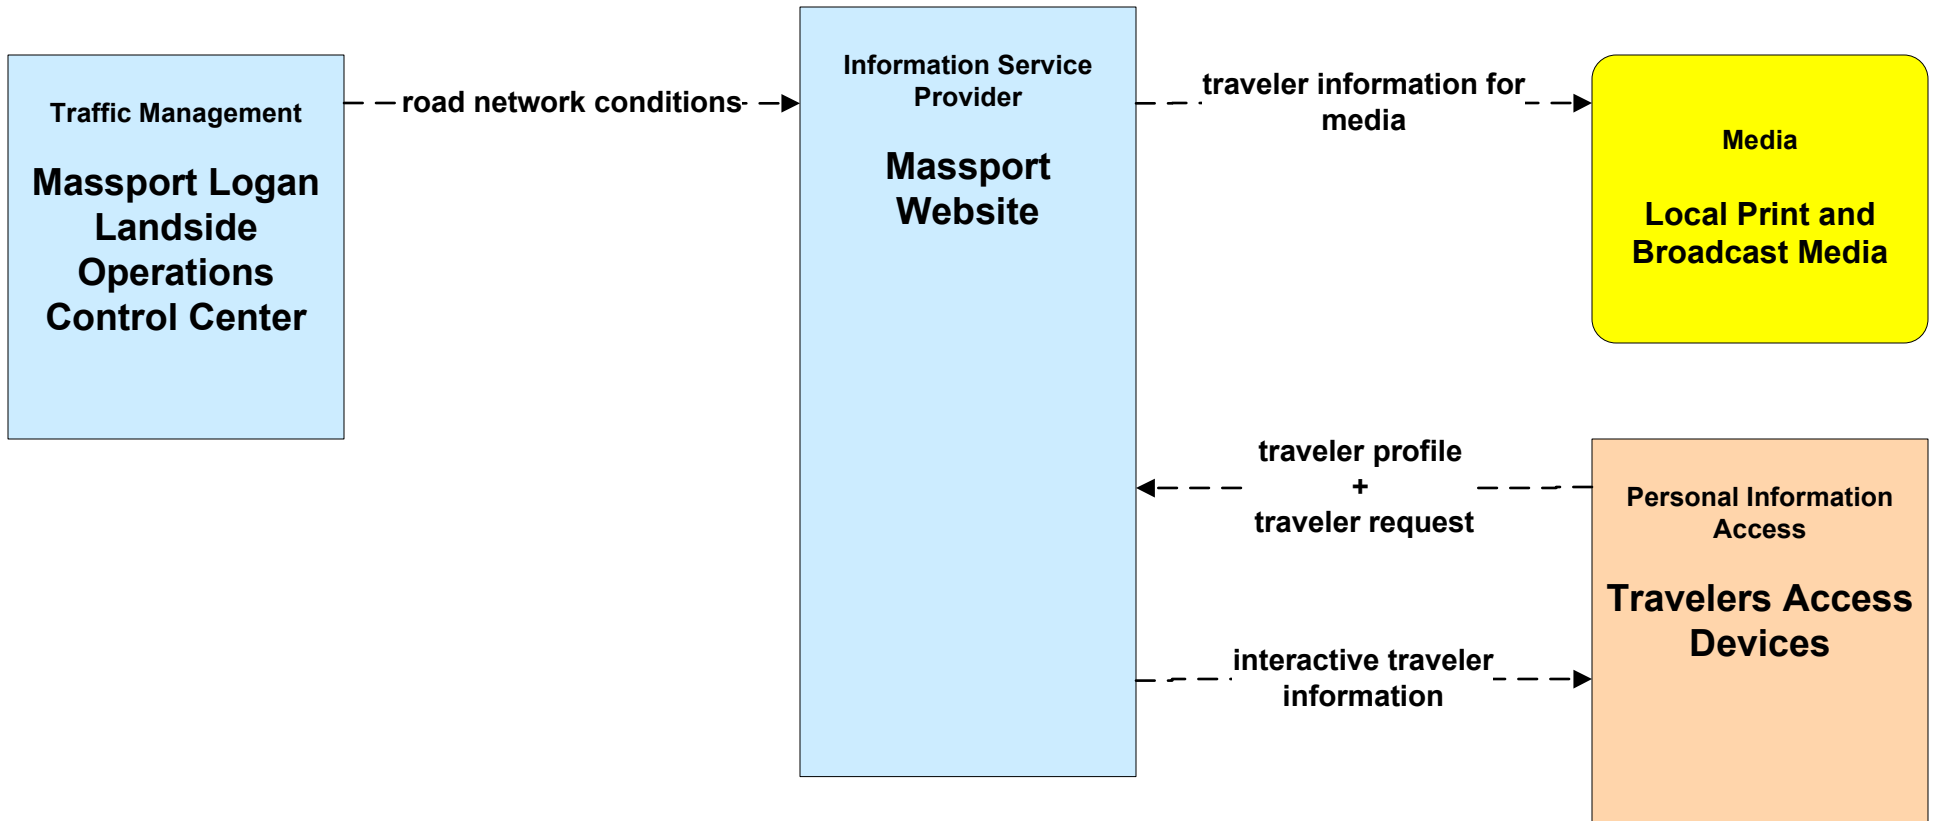 Traffic Management
Massport Logan
Landside
Operations
Control Center
road network conditions
Information Service
Provider
Massport
Website
traveler information for
media
Media
Local Print and
Broadcast Media
traveler profile
+
traveler request
Personal Information
Access
Travelers Access
Devices
interactive traveler
information